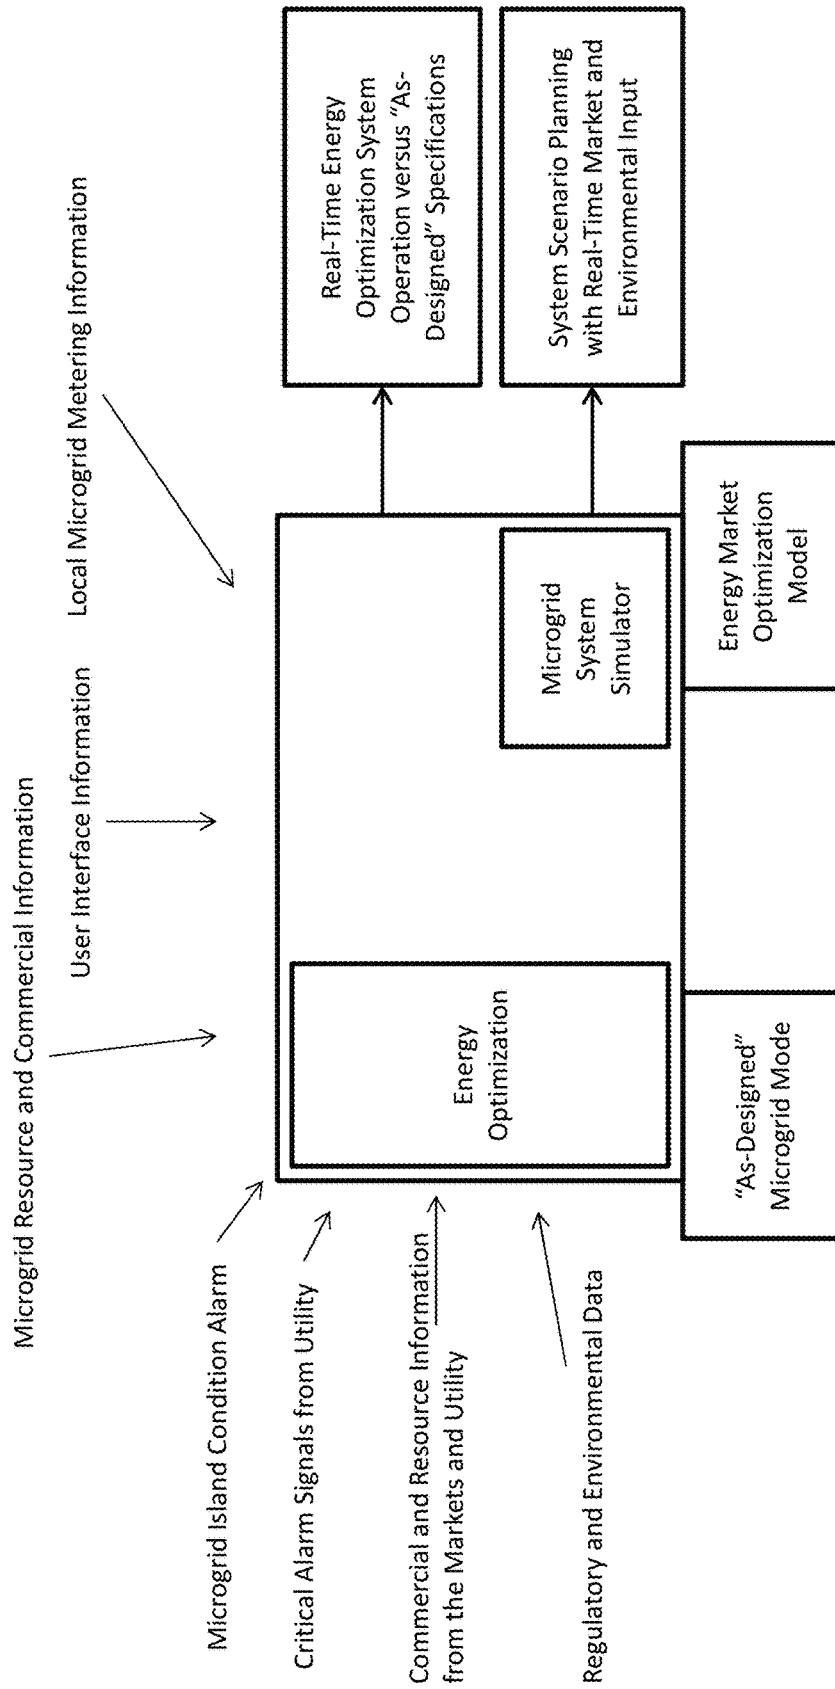 Microgrid Resource and Commercial Information
User Interface Information
Local Microgrid Metering Information
Microgrid Island Condition Alarm
Critical Alarm Signals from Utility
Commercial and Resource Information
from the Markets and Utility
Regulatory and Environmental Data
Energy
Optimization
Microgrid
System
Simulator
Real-Time Energy
Optimization System
Operation versus “As-
Designed” Specifications
System Scenario Planning
with Real-Time Market and
Environmental Input
“As-Designed”
Microgrid Mode
Energy Market
Optimization
Model